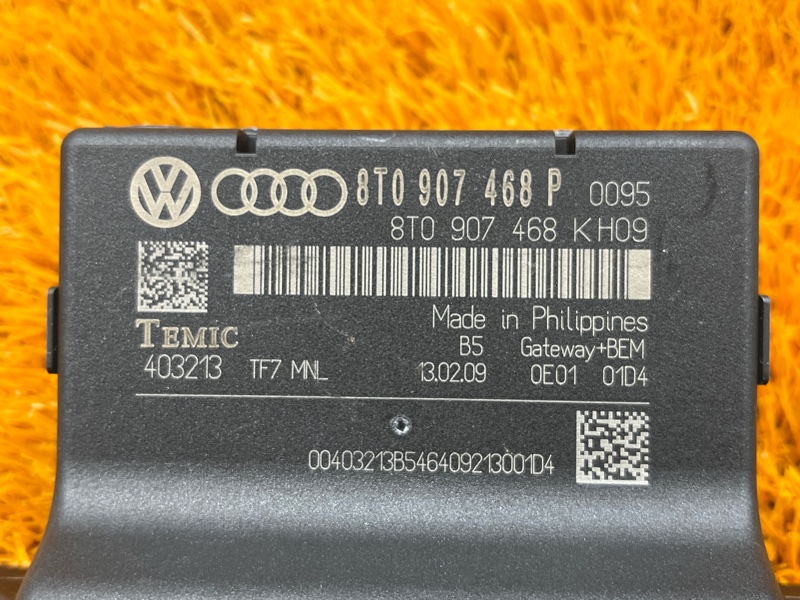 VW 8T0 907 468 P 0095
8T0 907 468 KH09
Made in Philippines
TEMIC B5 Gateway+BEM
403213 TF7 MNL 13.02.09 0E01 01D4
00403213B546409213001D4